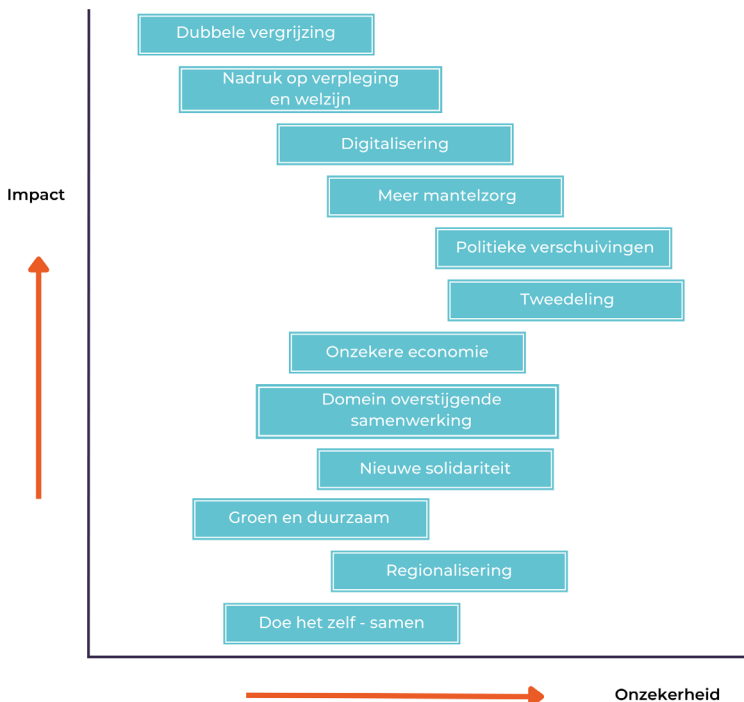 Dubbele vergrijzing
Nadruk op verpleging
en welzijn
Digitalisering
Impact
Meer mantelzorg
Politieke verschuivingen
Tweedeling
Onzekere economie
Domein overstijgende
samenwerking
Nieuwe solidariteit
Groen en duurzaam
Regionalisering
Doe het zelf - samen
Onzekerheid